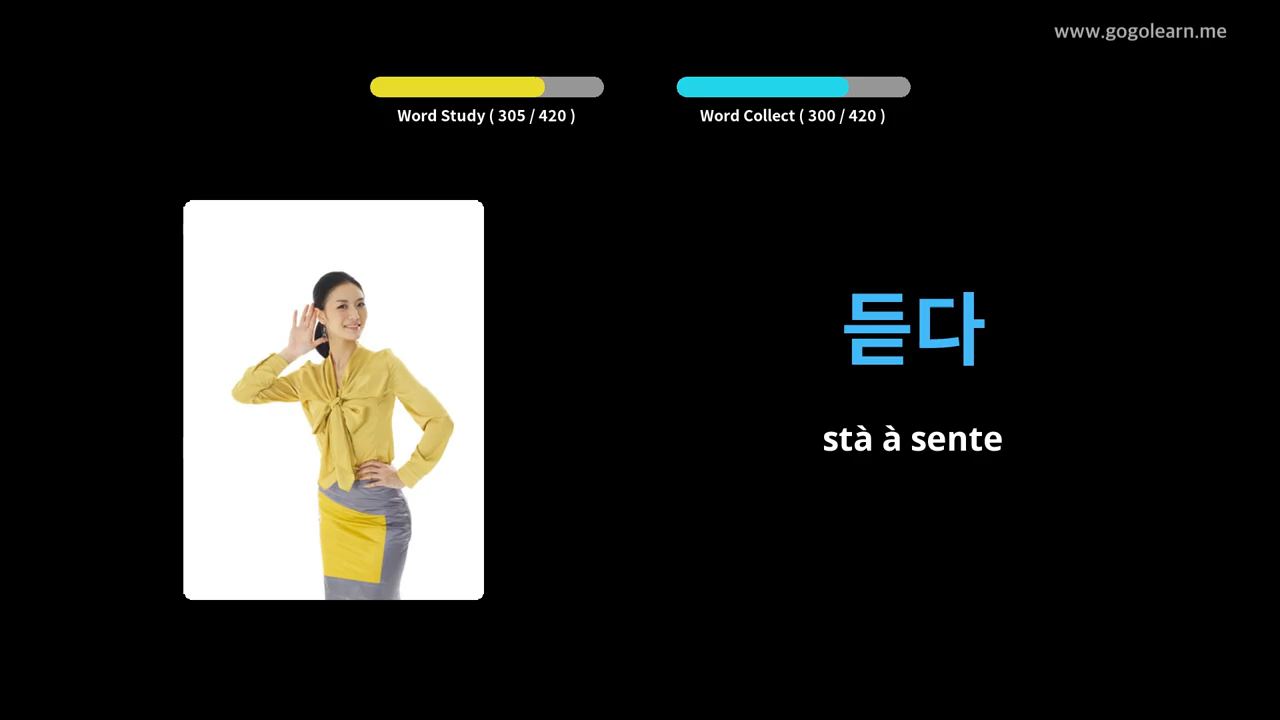 www.gogolearn.me
Word Study ( 305 / 420 )
Word Collect ( 300 / 420 )
듣다
stà à sente